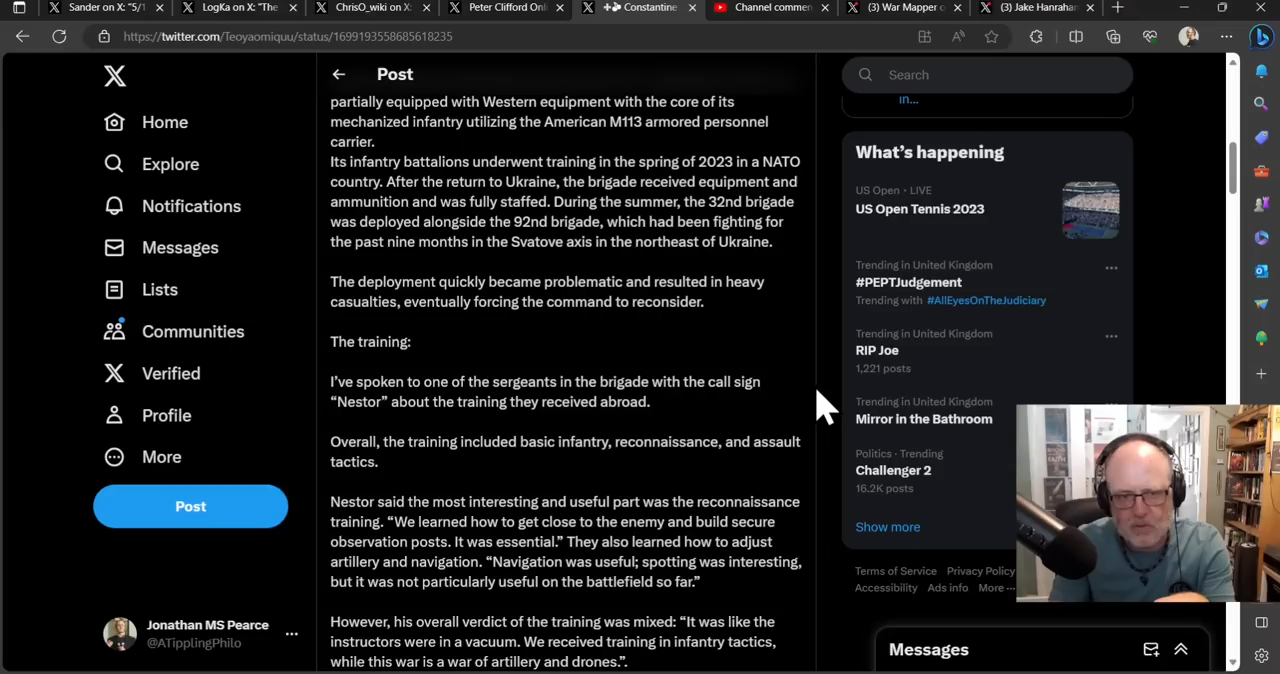 Sander on X: "5/1
LogKa on X: "The
ChrisO_wiki on X:
Peter Clifford Onl
Constantine
Channel commen
(3) War Mapper o
(3) Jake Hanrahan
https://twitter.com/Teoyaomiquu/status/1699193558685618235
Home
Explore
Notifications
Messages
Lists
Communities
Verified
Profile
More
Post
Jonathan MS Pearce
@ATipplingPhilo
Post
partially equipped with Western equipment with the core of its
mechanized infantry utilizing the American M113 armored personnel
carrier.
Its infantry battalions underwent training in the spring of 2023 in a NATO
country. After the return to Ukraine, the brigade received equipment and
ammunition and was fully staffed. During the summer, the 32nd brigade
was deployed alongside the 92nd brigade, which had been fighting for
the past nine months in the Svatove axis in the northeast of Ukraine.
The deployment quickly became problematic and resulted in heavy
casualties, eventually forcing the command to reconsider.
The training:
I've spoken to one of the sergeants in the brigade with the call sign
“Nestor” about the training they received abroad.
Overall, the training included basic infantry, reconnaissance, and assault
tactics.
Nestor said the most interesting and useful part was the reconnaissance
training. “We learned how to get close to the enemy and build secure
observation posts. It was essential.” They also learned how to adjust
artillery and navigation. “Navigation was useful; spotting was interesting,
but it was not particularly useful on the battlefield so far.”
However, his overall verdict of the training was mixed: “It was like the
instructors were in a vacuum. We received training in infantry tactics,
while this war is a war of artillery and drones.”.
Search
in...
What's happening
US Open · LIVE
US Open Tennis 2023
Trending in United Kingdom
#PEPTJudgement
Trending with #AllEyesOnTheJudiciary
Trending in United Kingdom
RIP Joe
1,221 posts
Trending in United Kingdom
Mirror in the Bathroom
Politics · Trending
Challenger 2
16.2K posts
Show more
Terms of Service Privacy Policy
Accessibility Ads info More ...
Messages